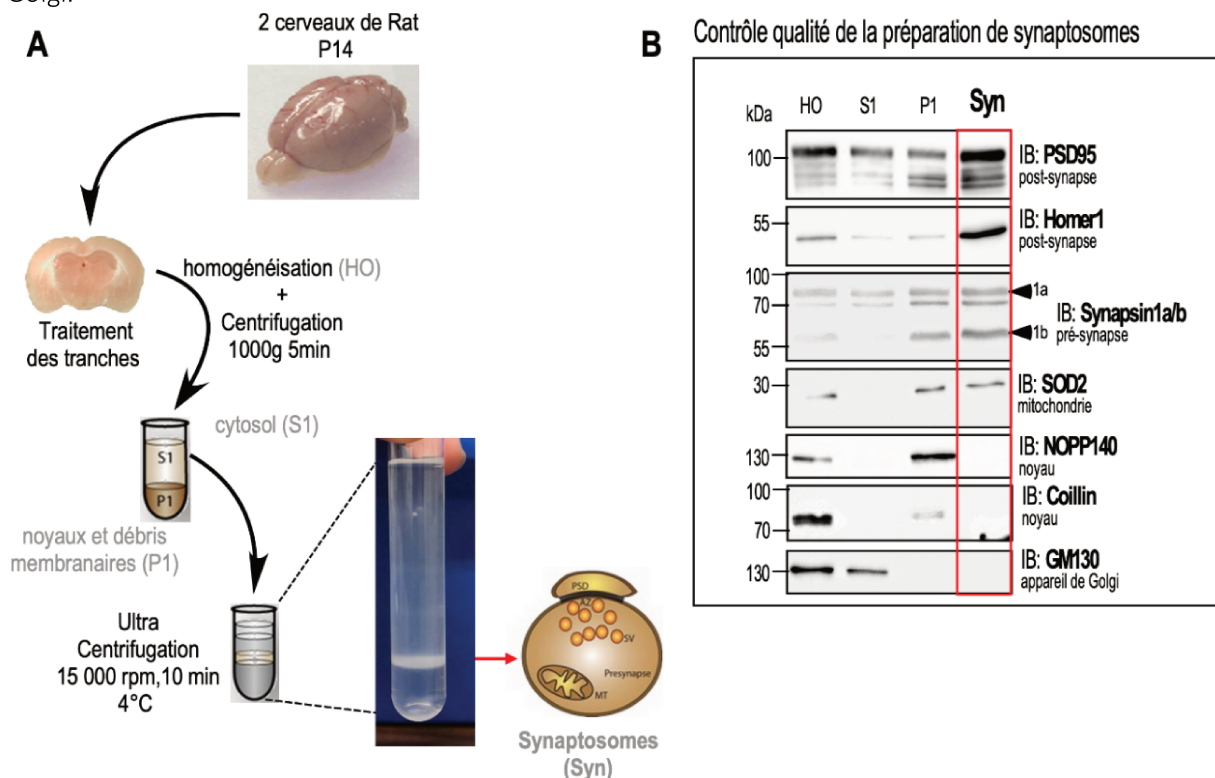 Golgi.
A
2 cerveaux de Rat
P14
homogénéisation (HO)
+
Centrifugation
1000g 5min
Traitement
des tranches
cytosol (S1)
S1
P1
noyaux et débris
membranaires (P1)
Ultra
Centrifugation
15 000 rpm,10 min
4°C
PSD
AZ
SV
Presynapse
MT
Synaptosomes
(Syn)
B
Contrôle qualité de la préparation de synaptosomes
kDa
HO
S1
P1
Syn
100
IB: PSD95
post-synapse
55
IB: Homer1
post-synapse
100
70
55
1a
IB: Synapsin1a/b
1b
pré-synapse
30
IB: SOD2
mitochondrie
130
IB: NOPP140
noyau
100
70
IB: Coillin
noyau
130
IB: GM130
appareil de Golgi